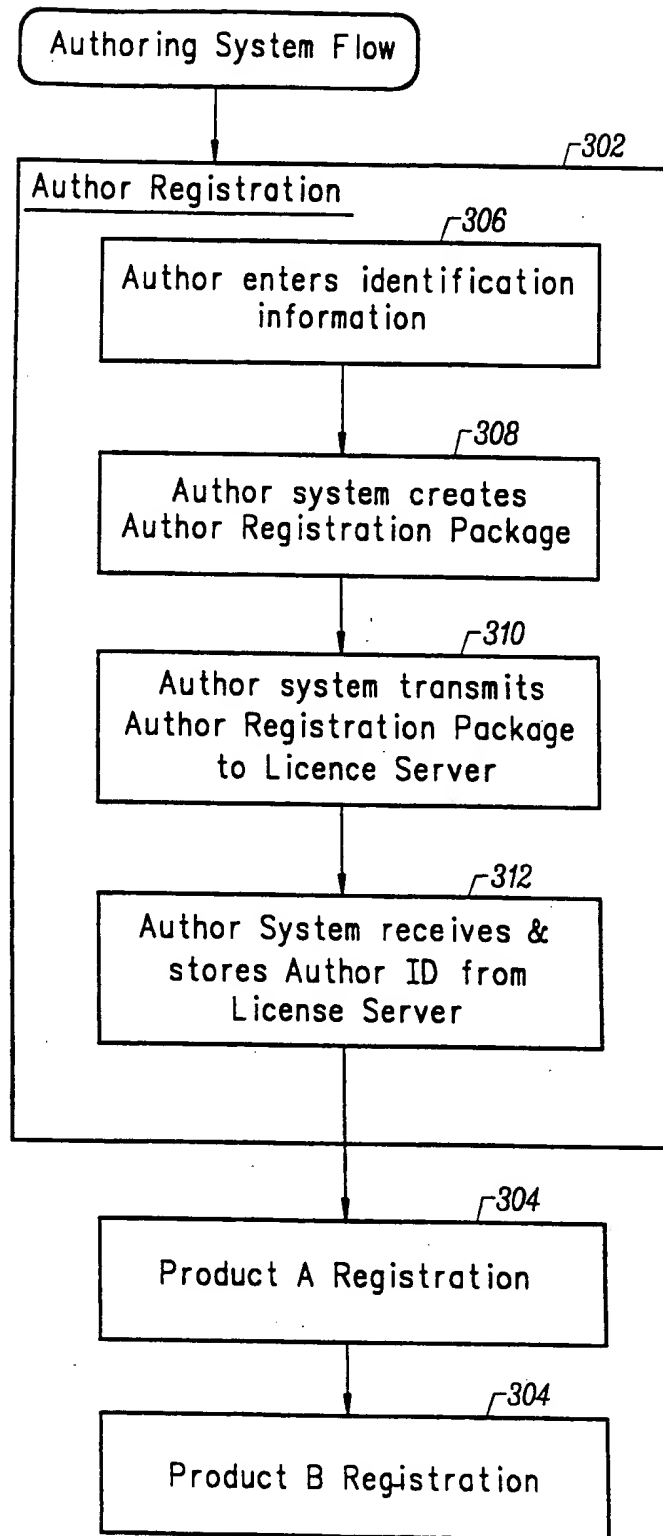 Authoring System Flow
302
Author Registration
306
Author enters identification
information
308
Author system creates
Author Registration Package
310
Author system transmits
Author Registration Package
to Licence Server
312
Author System receives &
stores Author ID from
License Server
304
Product A Registration
304
Product B Registration